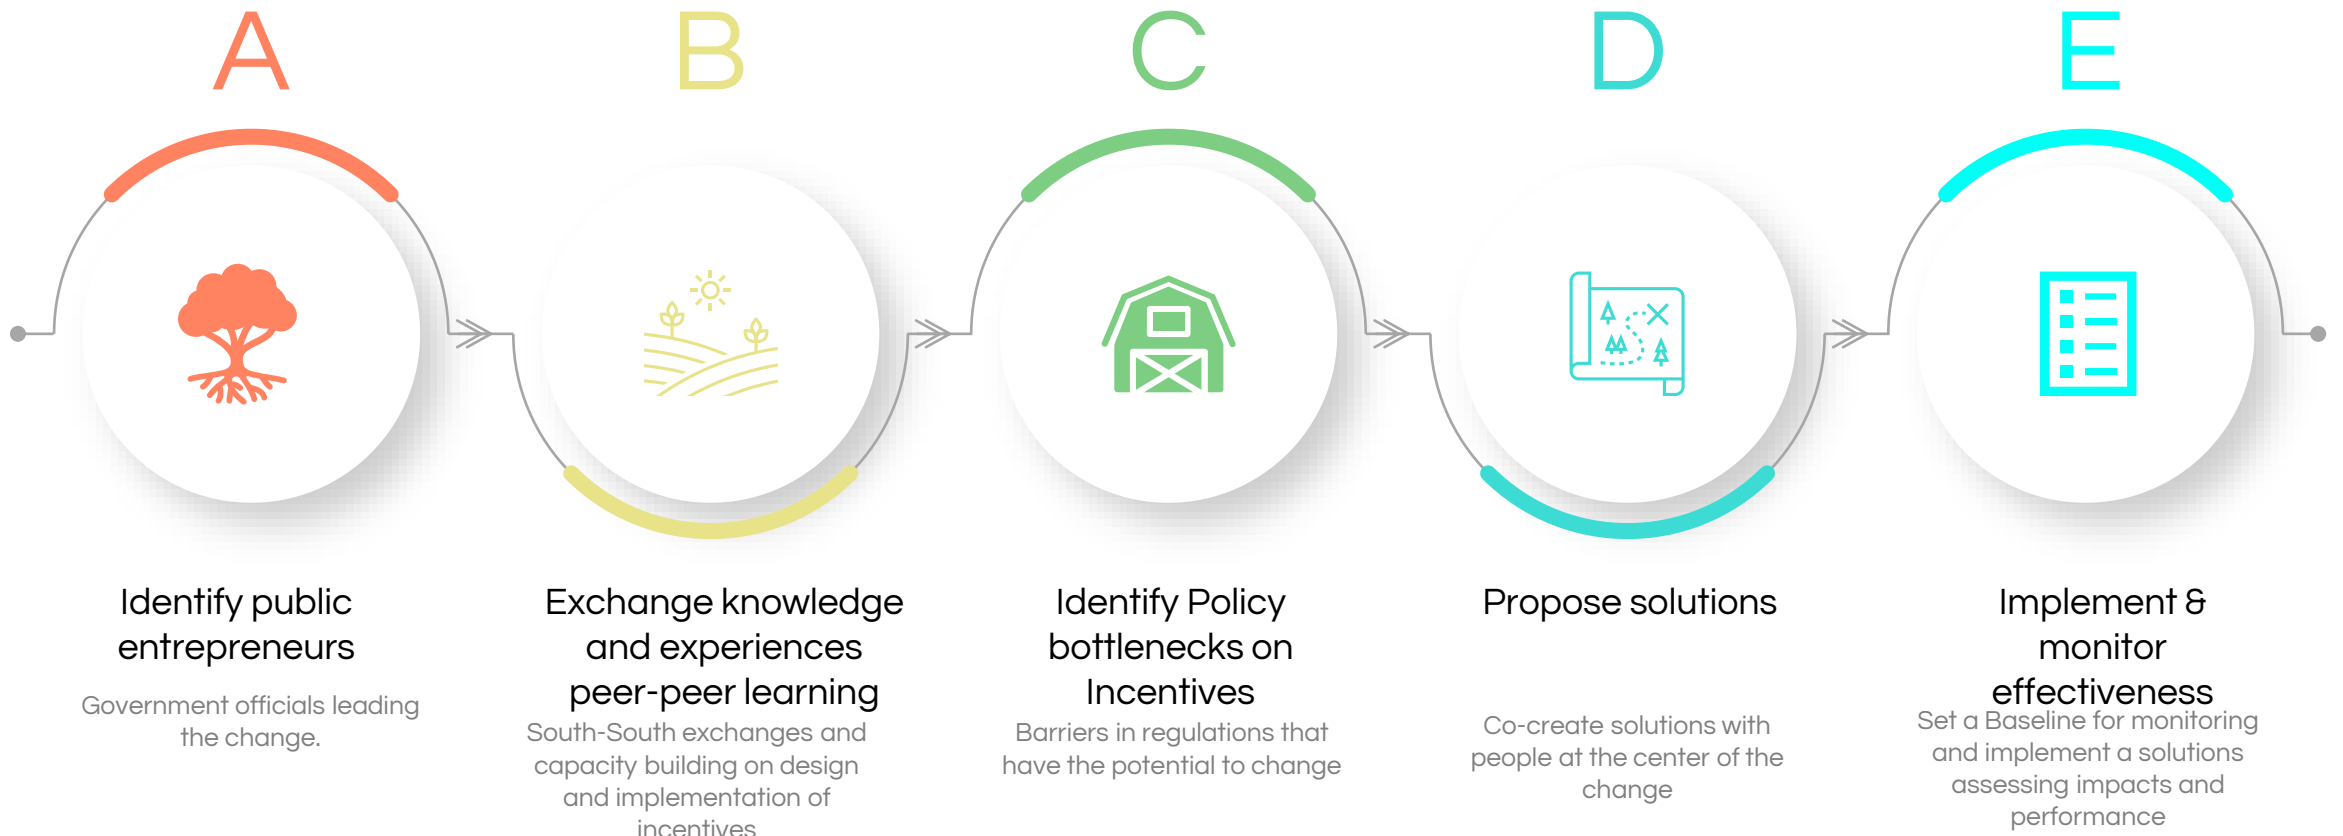 A
B
C
D
E
Identify public
entrepreneurs
Government officials leading
the change.
Exchange knowledge
and experiences
peer-peer learning
South-South exchanges and
capacity building on design
and implementation of
incentives
Identify Policy
bottlenecks on
Incentives
Barriers in regulations that
have the potential to change
Propose solutions
Co-create solutions with
people at the center of the
change
Implement &
monitor
effectiveness
Set a Baseline for monitoring
and implement a solutions
assessing impacts and
performance